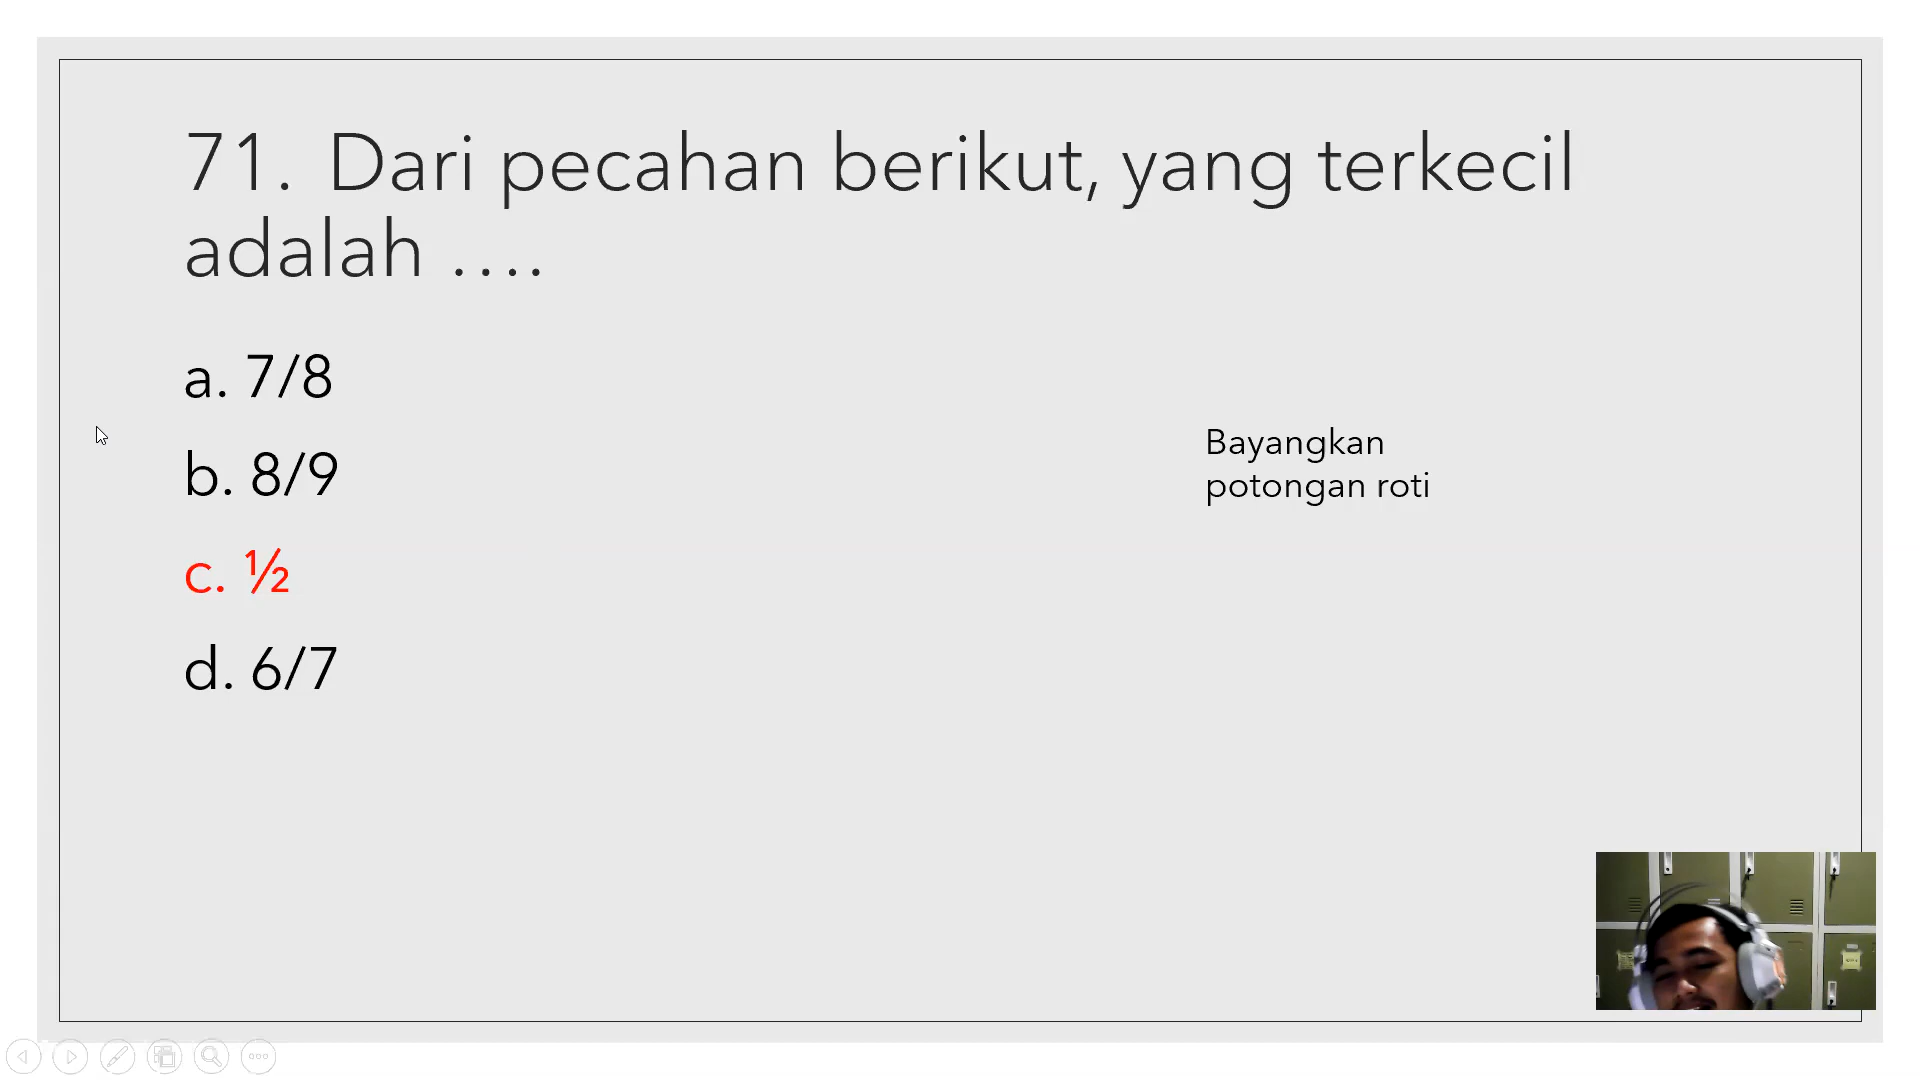 71. Dari pecahan berikut, yang terkecil
adalah ....
a. 7/8
b. 8/9
c. ½
d. 6/7
Bayangkan
potongan roti